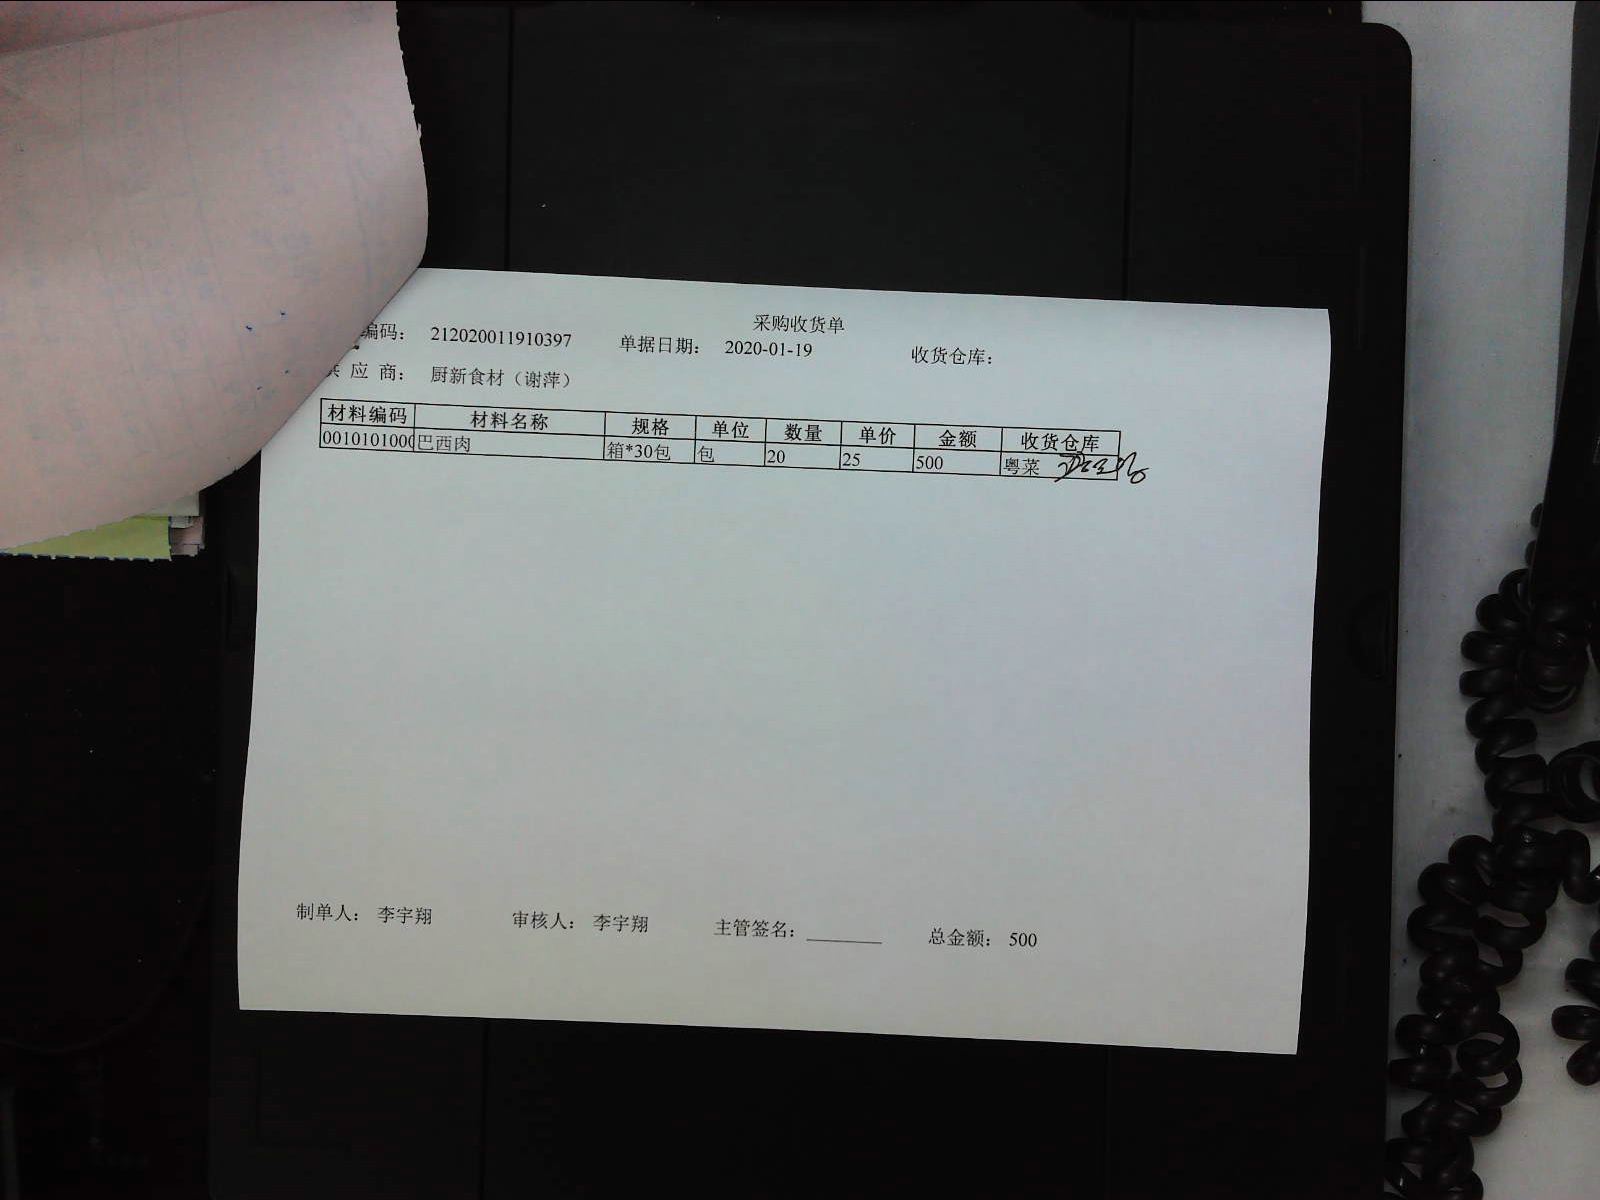 采购收货单
编码： 212020011910397 单据日期： 2020-01-19 收货仓库：
应 商： 厨新食材（谢萍）
材料编码 材料名称 规格 单位 数量 单价 金额 收货仓库
0010101000 巴西肉 箱*30包 包 20 25 500 粤菜
制单人： 李宇翔 审核人： 李宇翔 主管签名： 总金额： 500